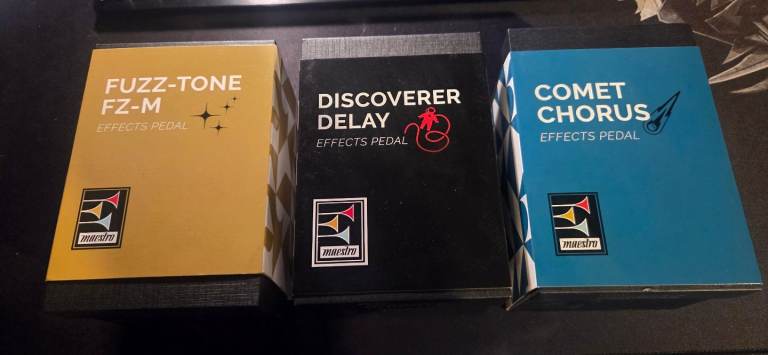 FUZZ-TONE
FZ-M
EFFECTS PEDAL
maestro
DISCOVERER
DELAY
EFFECTS PEDAL
maestro
COMET
CHORUS
EFFECTS PEDAL
maestro